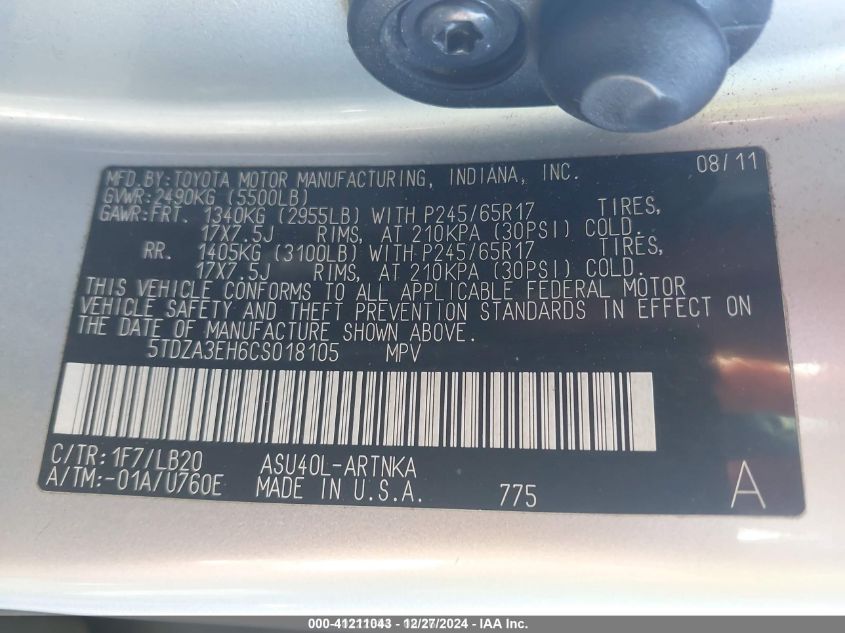 MFD.BY:TOYOTA MOTOR MANUFACTURING, INDIANA, INC. 08/11
GVWR:2490KG (5500LB)
GAWR:FRT. 1340KG (2955LB) WITH P245/65R17 TIRES,
17X7.5J RIMS, AT 210KPA (30PSI) COLD.
RR. 1405KG (3100LB) WITH P245/65R17 TIRES,
17X7.5J RIMS, AT 210KPA (30PSI) COLD.
THIS VEHICLE CONFORMS TO ALL APPLICABLE FEDERAL MOTOR
VEHICLE SAFETY AND THEFT PREVENTION STANDARDS IN EFFECT ON
THE DATE OF MANUFACTURE SHOWN ABOVE.
5TDZA3EH6CS018105 MPV
C/TR:1F7/LB20 ASU40L-ARTNKA
A/TM:-01A/U760E MADE IN U.S.A. 775 A
000-41211043 - 12/27/2024 - IAA Inc.